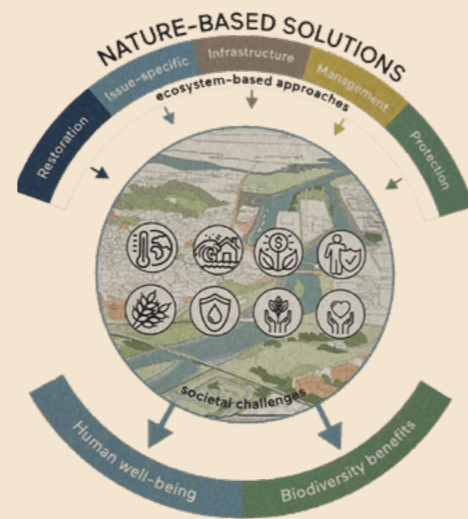 NATURE-BASED SOLUTIONS
Restoration
Issue-specific
Infrastructure
Management
Protection
ecosystem-based approaches
$
societal challenges
Human well-being
Biodiversity benefits